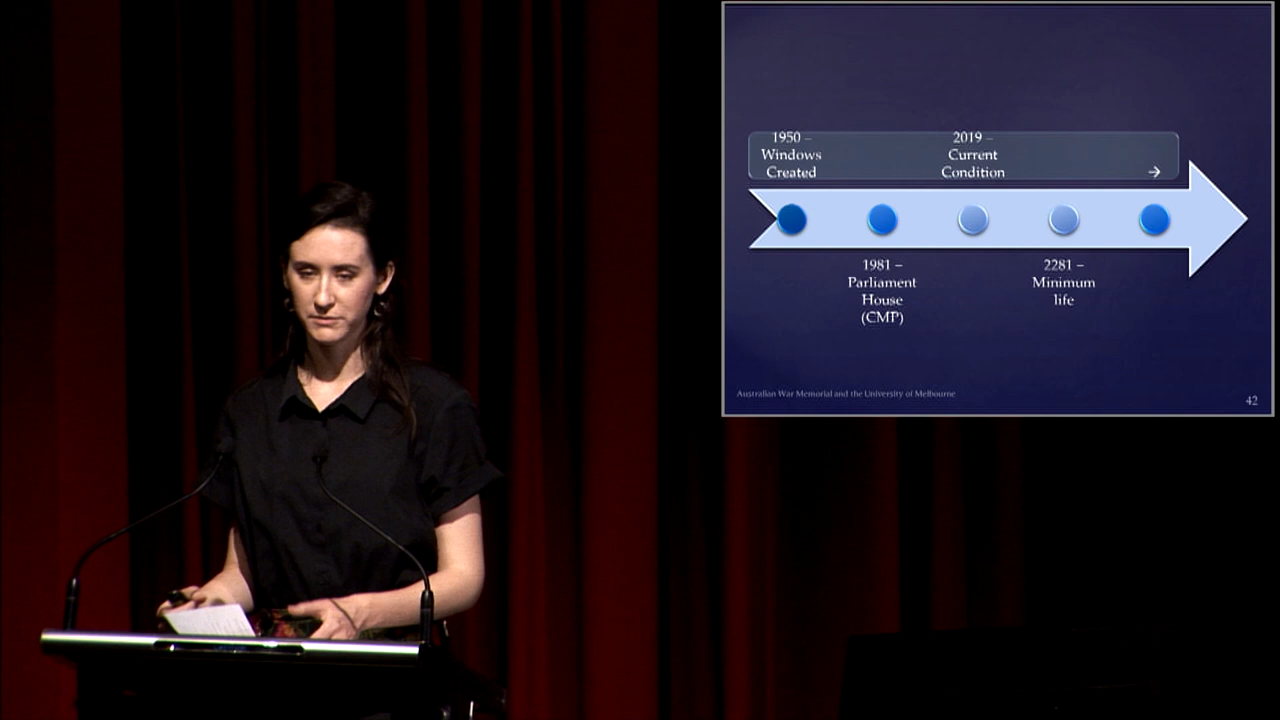 1950 –
Windows
Created
2019 –
Current
Condition
→
1981 –
Parliament
House
(CMP)
2281 –
Minimum
life
Australian War Memorial and the University of Melbourne
42